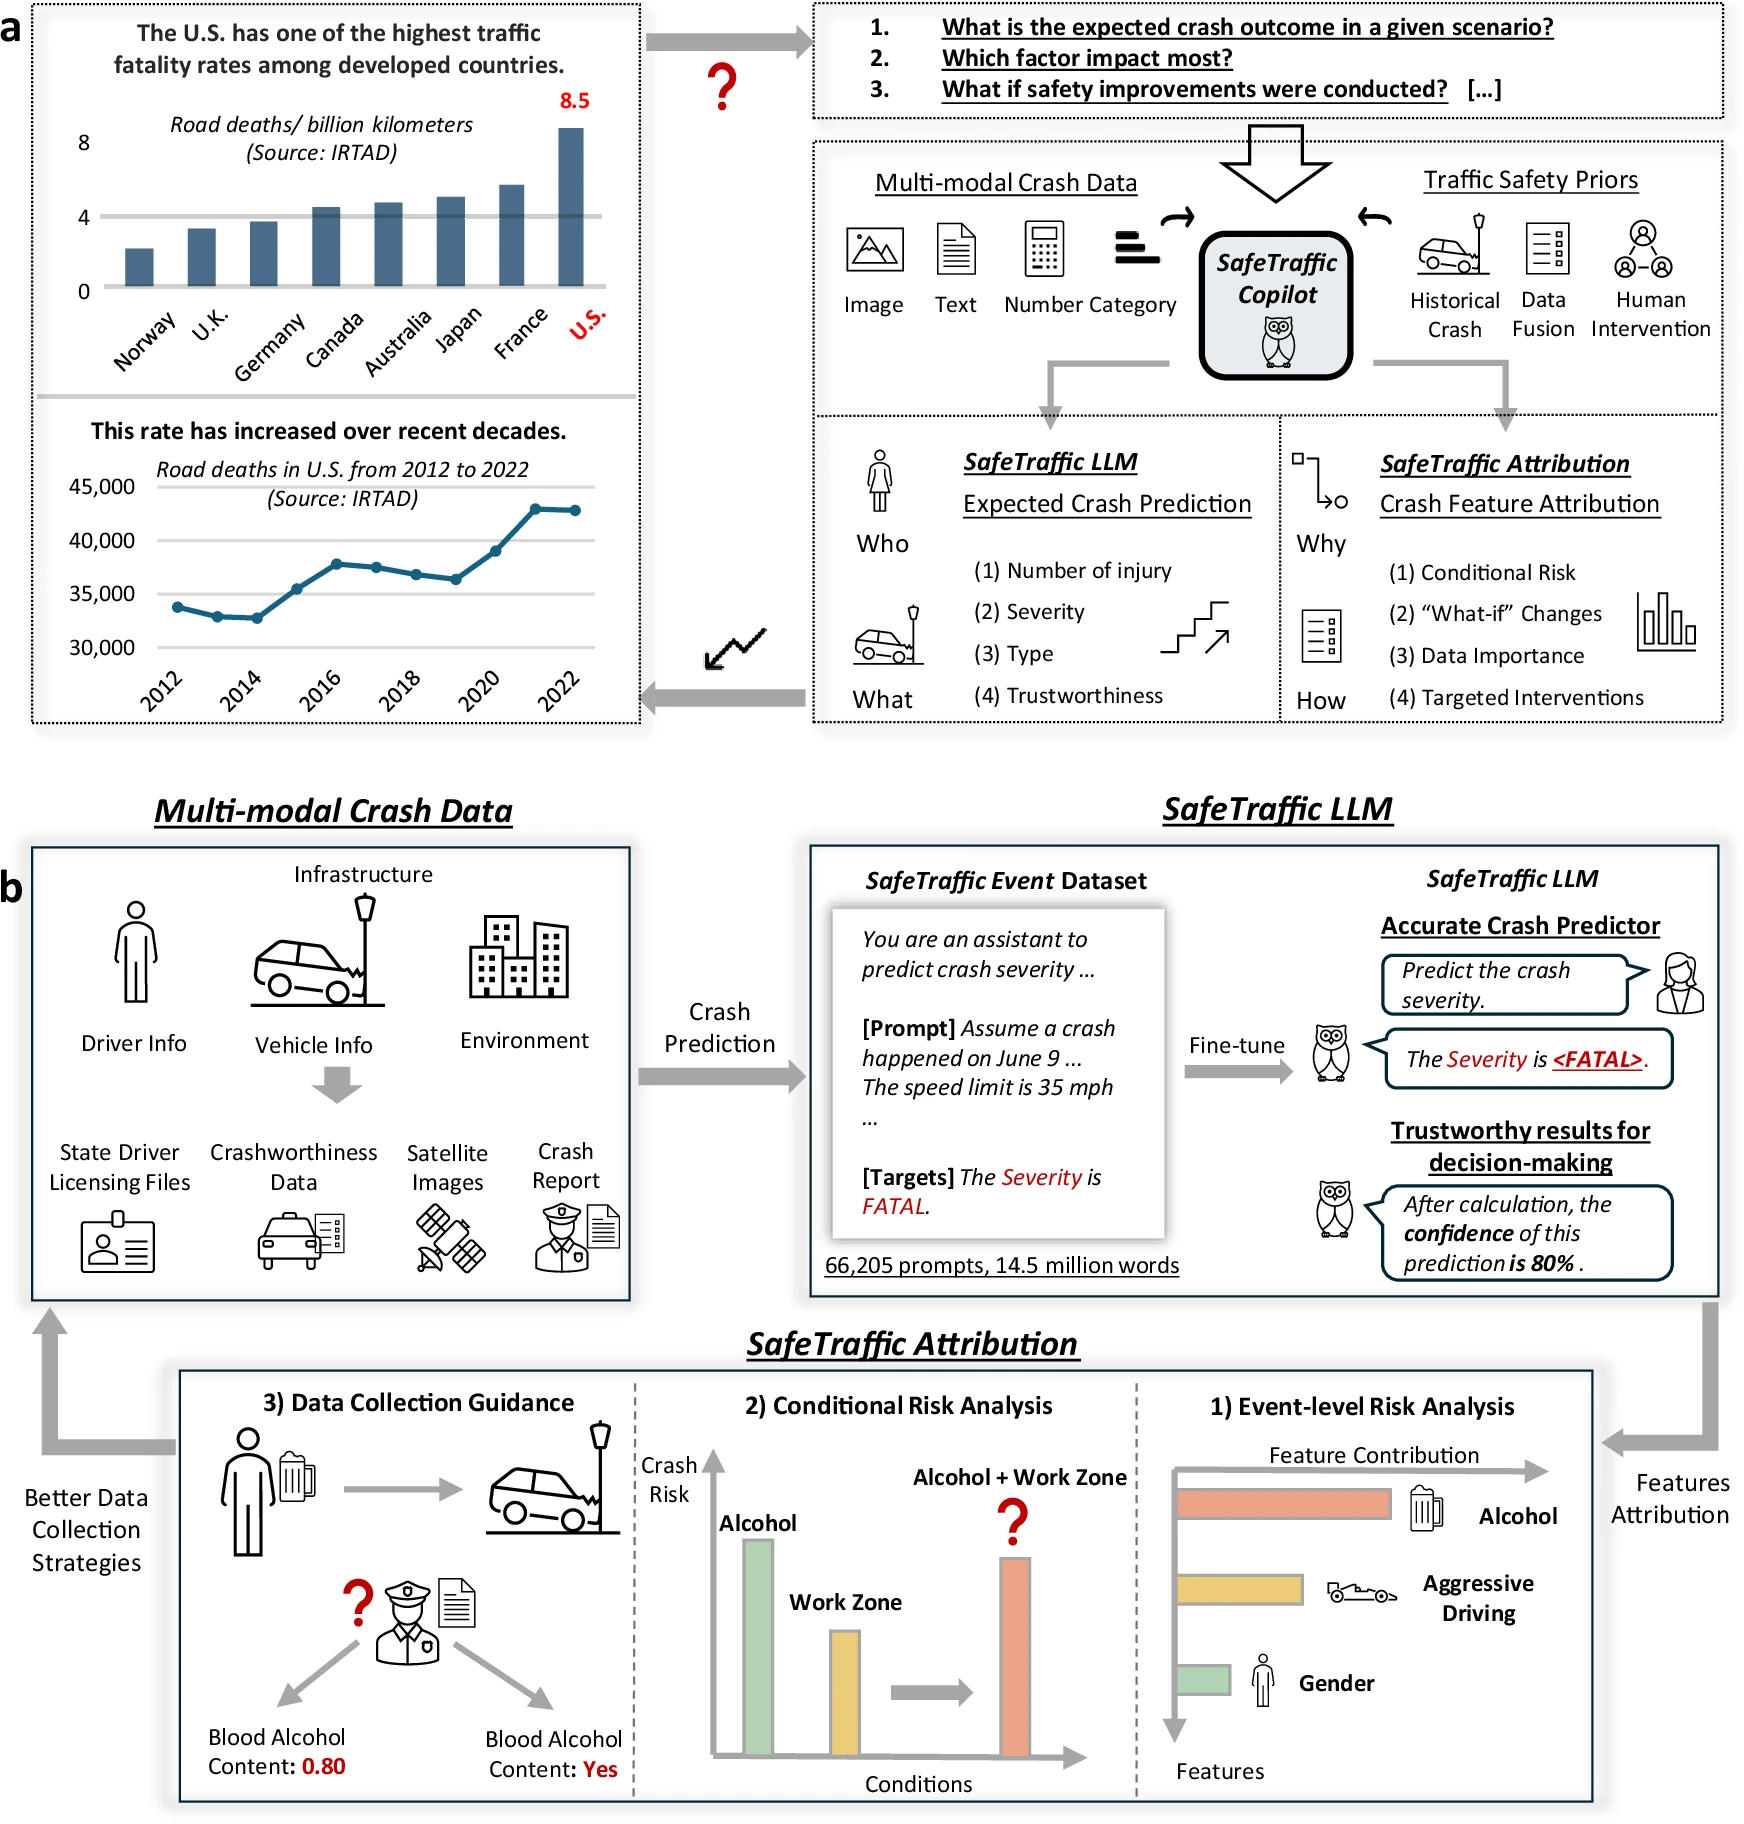 a
The U.S. has one of the highest traffic
fatality rates among developed countries.
8.5
Road deaths/ billion kilometers
(Source: IRTAD)
8
4
0
Norway
U.K.
Germany
Canada
Australia
Japan
France
U.S.
This rate has increased over recent decades.
Road deaths in U.S. from 2012 to 2022
(Source: IRTAD)
45,000
40,000
35,000
30,000
2012
2014
2016
2018
2020
2022
?
1. What is the expected crash outcome in a given scenario?
2. Which factor impact most?
3. What if safety improvements were conducted? [...]
Multi-modal Crash Data
Image
Text
Number
Category
SafeTraffic
Copilot
Traffic Safety Priors
Historical
Crash
Data
Fusion
Human
Intervention
Who
What
SafeTraffic LLM
Expected Crash Prediction
(1) Number of injury
(2) Severity
(3) Type
(4) Trustworthiness
Why
How
SafeTraffic Attribution
Crash Feature Attribution
(1) Conditional Risk
(2) “What-if” Changes
(3) Data Importance
(4) Targeted Interventions
b
Multi-modal Crash Data
Infrastructure
Driver Info
Vehicle Info
Environment
State Driver
Licensing Files
Crashworthiness
Data
Satellite
Images
Crash
Report
Crash
Prediction
SafeTraffic LLM
SafeTraffic Event Dataset
You are an assistant to
predict crash severity ...
[Prompt] Assume a crash
happened on June 9 ...
The speed limit is 35 mph
...
[Targets] The Severity is
FATAL.
66,205 prompts, 14.5 million words
Fine-tune
SafeTraffic LLM
Accurate Crash Predictor
Predict the crash
severity.
The Severity is <FATAL>.
Trustworthy results for
decision-making
After calculation, the
confidence of this
prediction is 80% .
Features
Attribution
SafeTraffic Attribution
3) Data Collection Guidance
?
Blood Alcohol
Content: 0.80
Blood Alcohol
Content: Yes
2) Conditional Risk Analysis
Crash
Risk
Alcohol
Work Zone
Alcohol + Work Zone
?
Conditions
1) Event-level Risk Analysis
Feature Contribution
Alcohol
Aggressive
Driving
Gender
Features
Better Data
Collection
Strategies